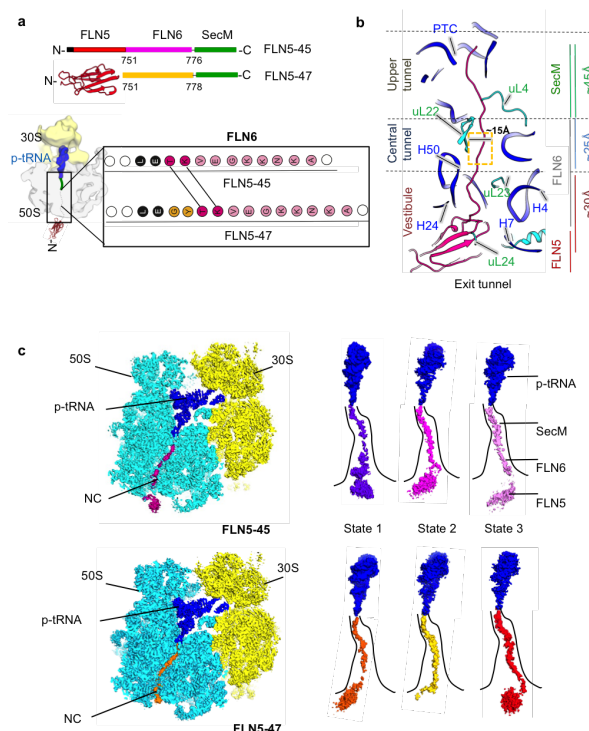 a
FLN5 FLN6 SecM
N- 751 776 -C FLN5-45
751 778 -C FLN5-47
30S
p-tRNA
50S
N-
FLN6
L E T K V E G K K N A
FLN5-45
L E G Y T K V E G K K N A K A
FLN5-47
b
Upper tunnel
Central tunnel
Vestibule
PTC
uL4
uL22
~15Å
H50
uL23
H24
H7
H4
uL24
Exit tunnel
SecM
FLN6
FLN5
~45Å
~25Å
~30Å
c
50S
30S
p-tRNA
NC
FLN5-45
p-tRNA
SecM
FLN6
FLN5
State 1 State 2 State 3
50S
30S
p-tRNA
NC
FLN5-47